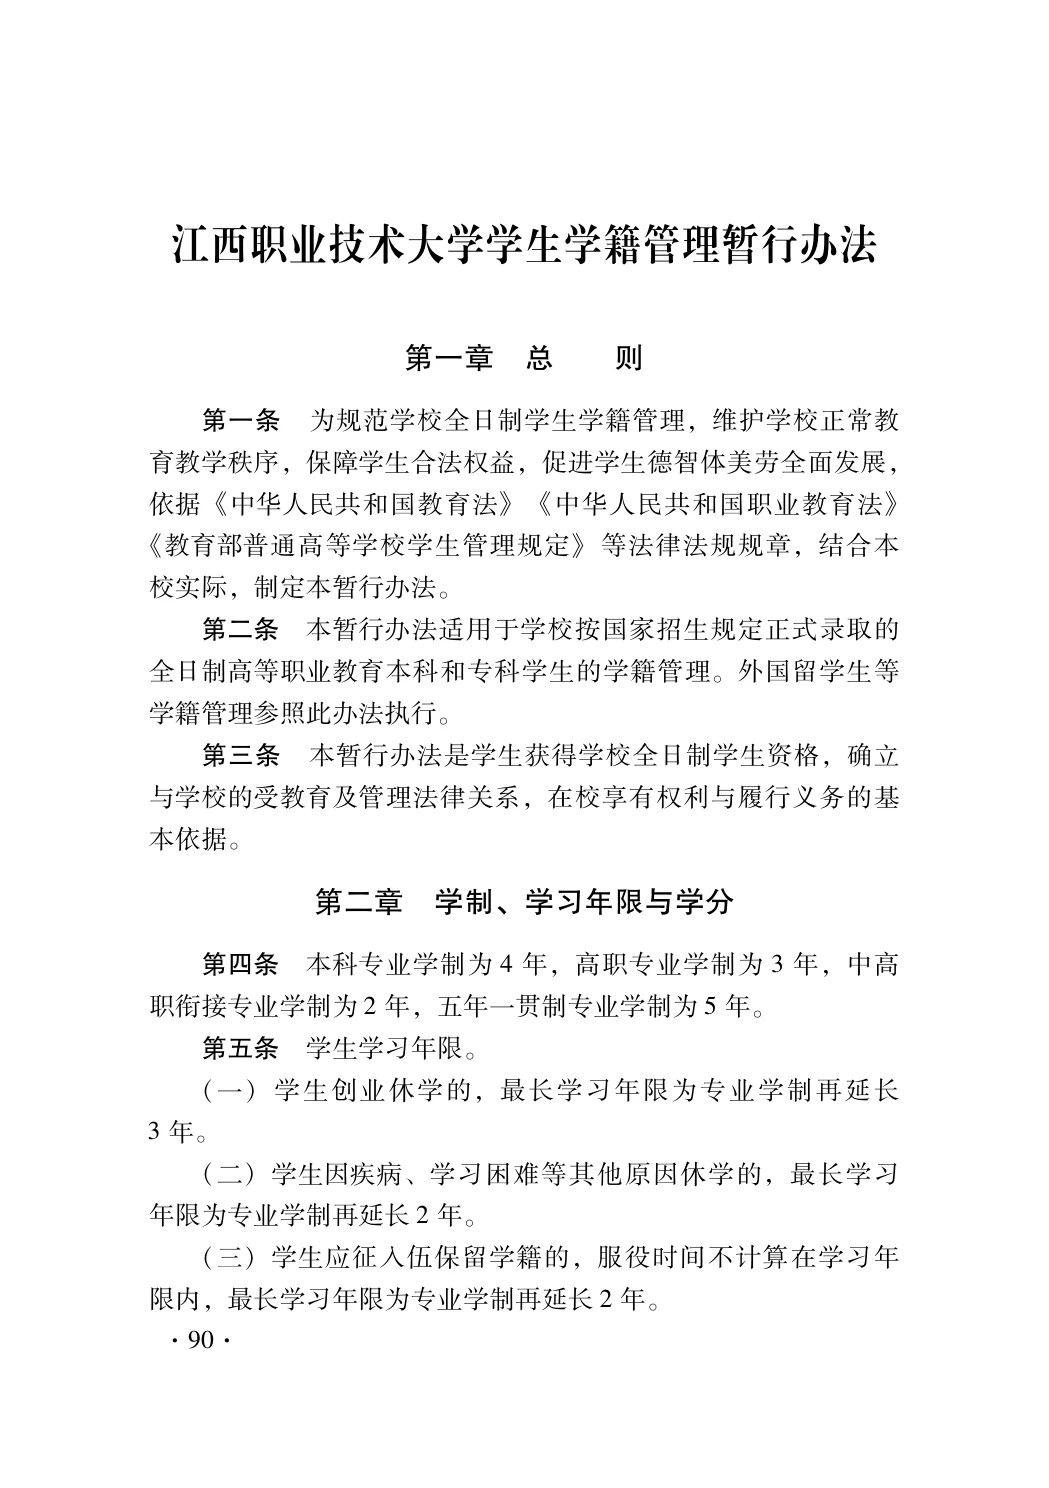 江西职业技术大学学生学籍管理暂行办法
第一章　总　　则
第一条　为规范学校全日制学生学籍管理，维护学校正常教
育教学秩序，保障学生合法权益，促进学生德智体美劳全面发展，
依据《中华人民共和国教育法》《中华人民共和国职业教育法》
《教育部普通高等学校学生管理规定》等法律法规规章，结合本
校实际，制定本暂行办法。
第二条　本暂行办法适用于学校按国家招生规定正式录取的
全日制高等职业教育本科和专科学生的学籍管理。外国留学生等
学籍管理参照此办法执行。
第三条　本暂行办法是学生获得学校全日制学生资格，确立
与学校的受教育及管理法律关系，在校享有权利与履行义务的基
本依据。
第二章　学制、学习年限与学分
第四条　本科专业学制为 4 年，高职专业学制为 3 年，中高
职衔接专业学制为 2 年，五年一贯制专业学制为 5 年。
第五条　学生学习年限。
（一）学生创业休学的，最长学习年限为专业学制再延长
3 年。
（二）学生因疾病、学习困难等其他原因休学的，最长学习
年限为专业学制再延长 2 年。
（三）学生应征入伍保留学籍的，服役时间不计算在学习年
限内，最长学习年限为专业学制再延长 2 年。
· 90 ·